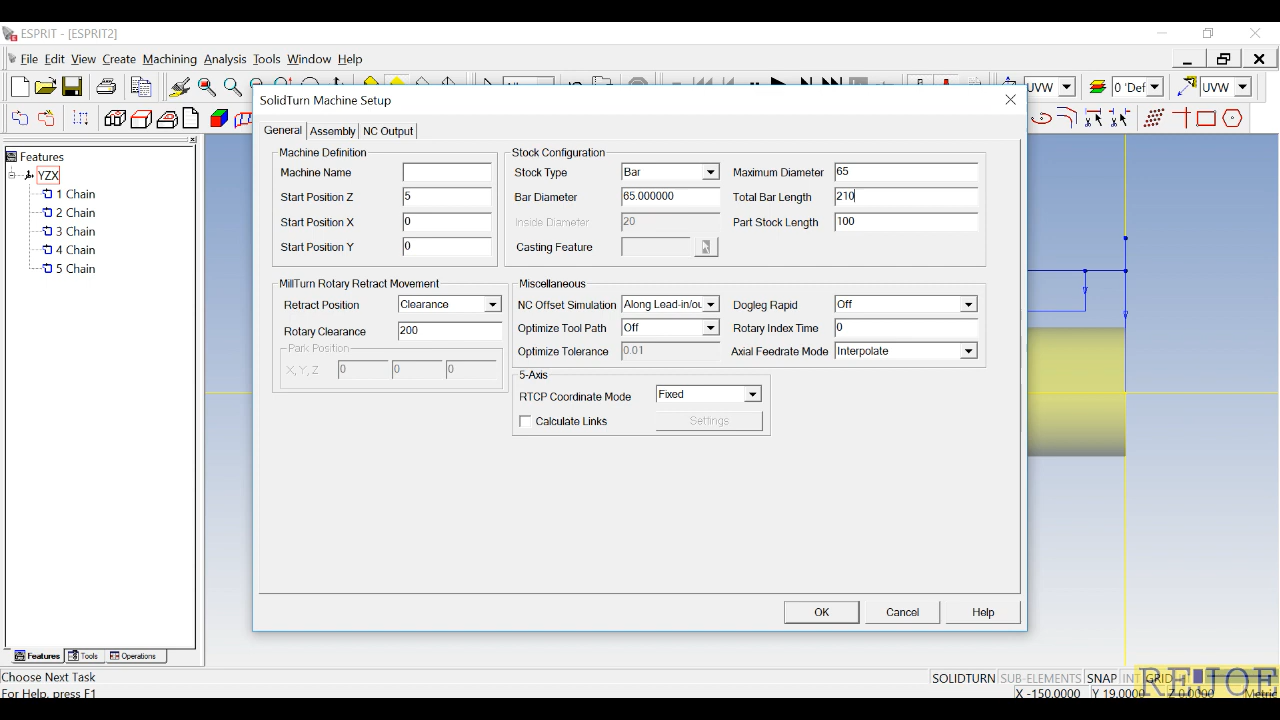 ESPRIT - [ESPRIT2]
File Edit View Create Machining Analysis Tools Window Help
UVW 0 'Def UVW
SolidTurn Machine Setup
General Assembly NC Output
Features
YZX
1 Chain
2 Chain
3 Chain
4 Chain
5 Chain
Machine Definition
Machine Name
Start Position Z 5
Start Position X 0
Start Position Y 0
Stock Configuration
Stock Type Bar Maximum Diameter 65
Bar Diameter 65.000000 Total Bar Length 210
Inside Diameter 20 Part Stock Length 100
Casting Feature
MillTurn Rotary Retract Movement
Retract Position Clearance
Rotary Clearance 200
Park Position
X, Y, Z 0 0 0
Miscellaneous
NC Offset Simulation Along Lead-in/ou Dogleg Rapid Off
Optimize Tool Path Off Rotary Index Time 0
Optimize Tolerance 0.01 Axial Feedrate Mode Interpolate
5-Axis
RTCP Coordinate Mode Fixed
Calculate Links Settings
OK Cancel Help
Features Tools Operations
Choose Next Task SOLIDTURN SUB-ELEMENTS SNAP INT GRID
For Help, press F1 X -150.0000 Y 19.0000 Z 0.0000 Metric